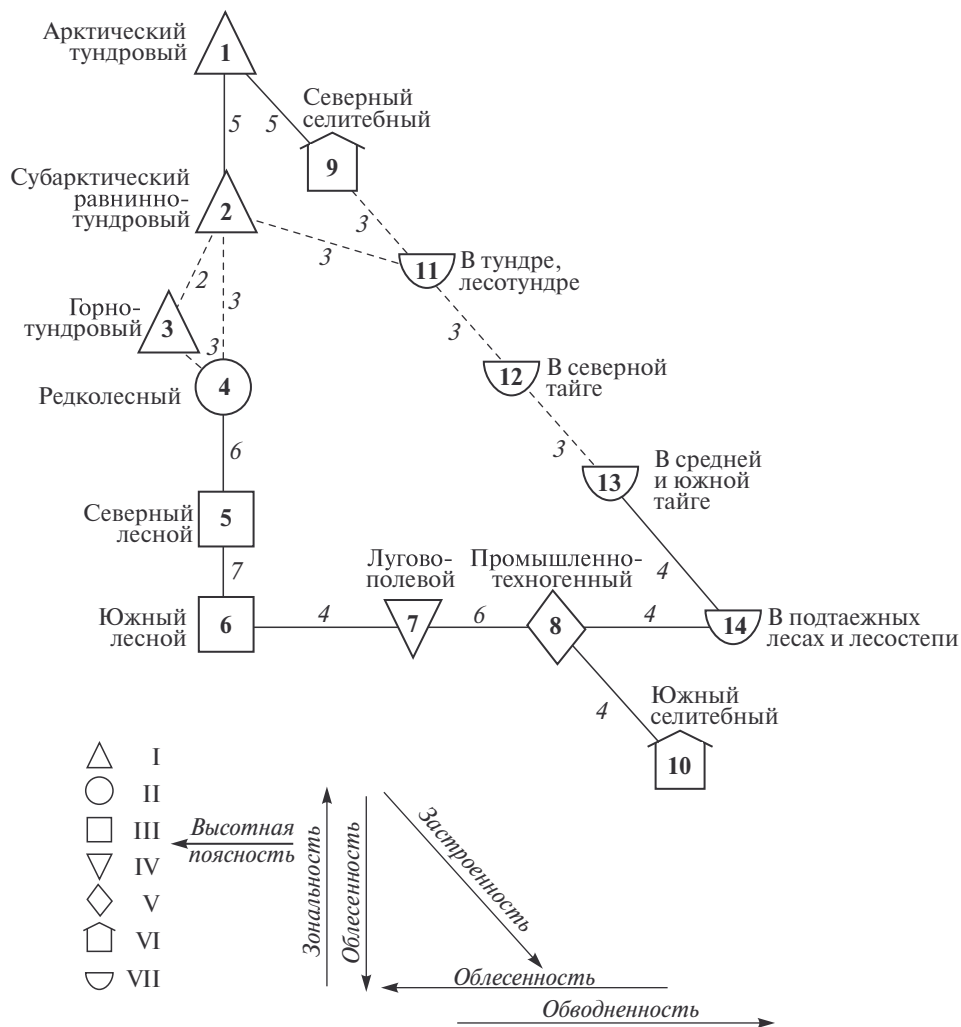 Арктический
тундровый
1
Северный
селитебный
5
5
9
Субарктический
равнинно-
тундровый
2
3
3
11
В тундре,
лесотундре
2
3
Горно-
тундровый
3
3
3
12
В северной
тайге
Редколесный
4
6
3
13
В средней
и южной
тайге
Северный
лесной
5
7
Лугово-
полевой
Промышленно-
техногенный
4
Южный
лесной
6
4
7
6
8
4
14
В подтаежных
лесах и лесостепи
4
Южный
селитебный
10
I
II
III
IV
V
VI
VII
Высотная
поясность
Зональность
Облесенность
Застроенность
Облесенность
Обводненность